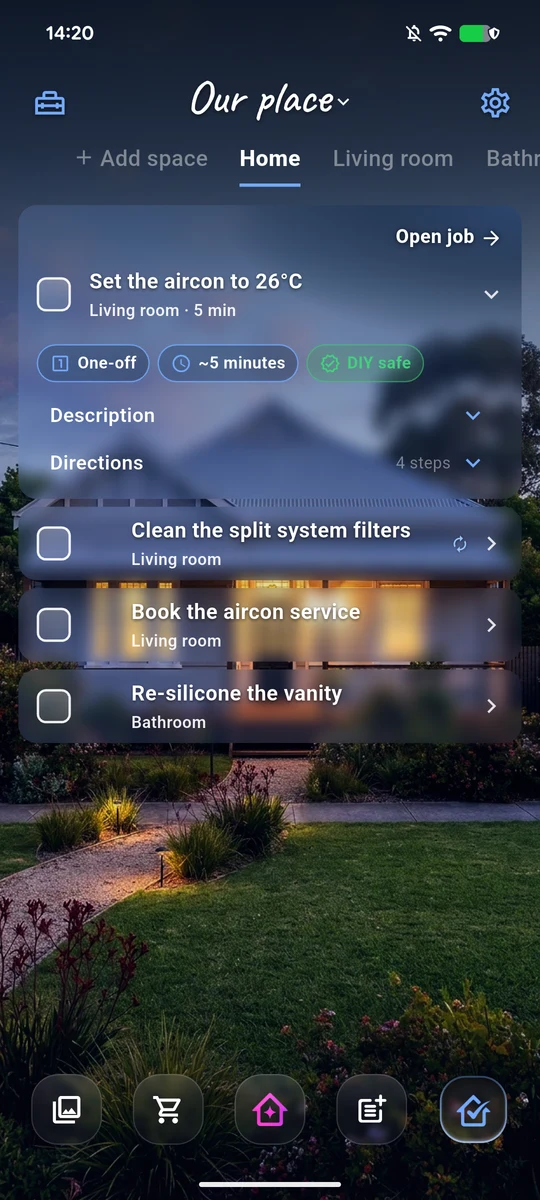 14:20
Our place
+ Add space
Home
Living room
Bathr
Open job →
Set the aircon to 26°C
Living room · 5 min
1 One-off
~5 minutes
DIY safe
Description
Directions
4 steps
Clean the split system filters
Living room
Book the aircon service
Living room
Re-silicone the vanity
Bathroom